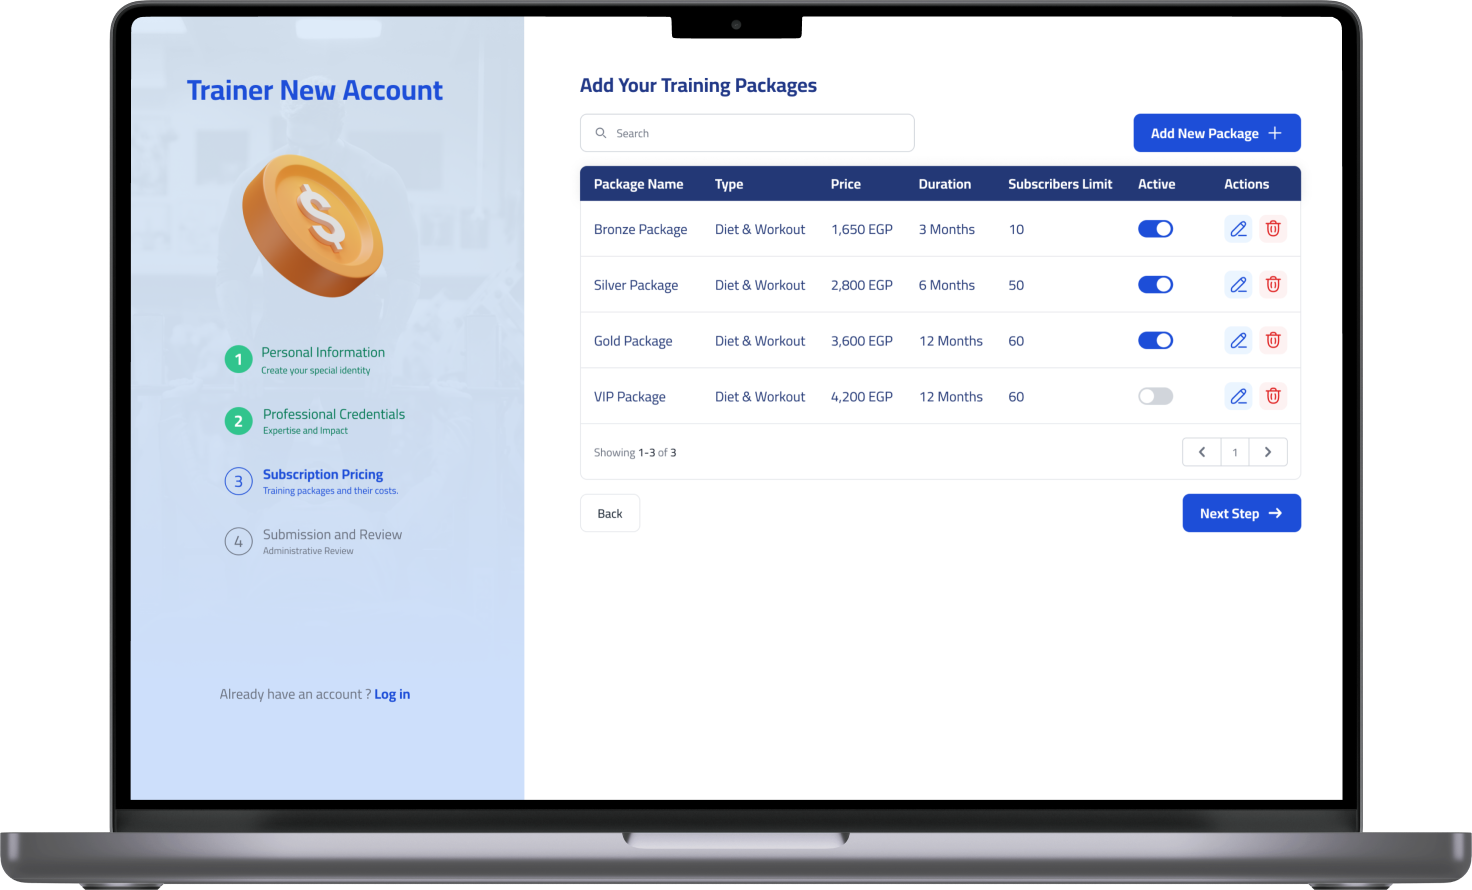 Trainer New Account
$
1 Personal Information
Create your special identity
2 Professional Credentials
Expertise and Impact
3 Subscription Pricing
Training packages and their costs.
4 Submission and Review
Administrative Review
Already have an account ? Log in
Add Your Training Packages
Search
Add New Package
Package Name Type Price Duration Subscribers Limit Active Actions
Bronze Package Diet & Workout 1,650 EGP 3 Months 10
Silver Package Diet & Workout 2,800 EGP 6 Months 50
Gold Package Diet & Workout 3,600 EGP 12 Months 60
VIP Package Diet & Workout 4,200 EGP 12 Months 60
Showing 1-3 of 3
1
Back
Next Step